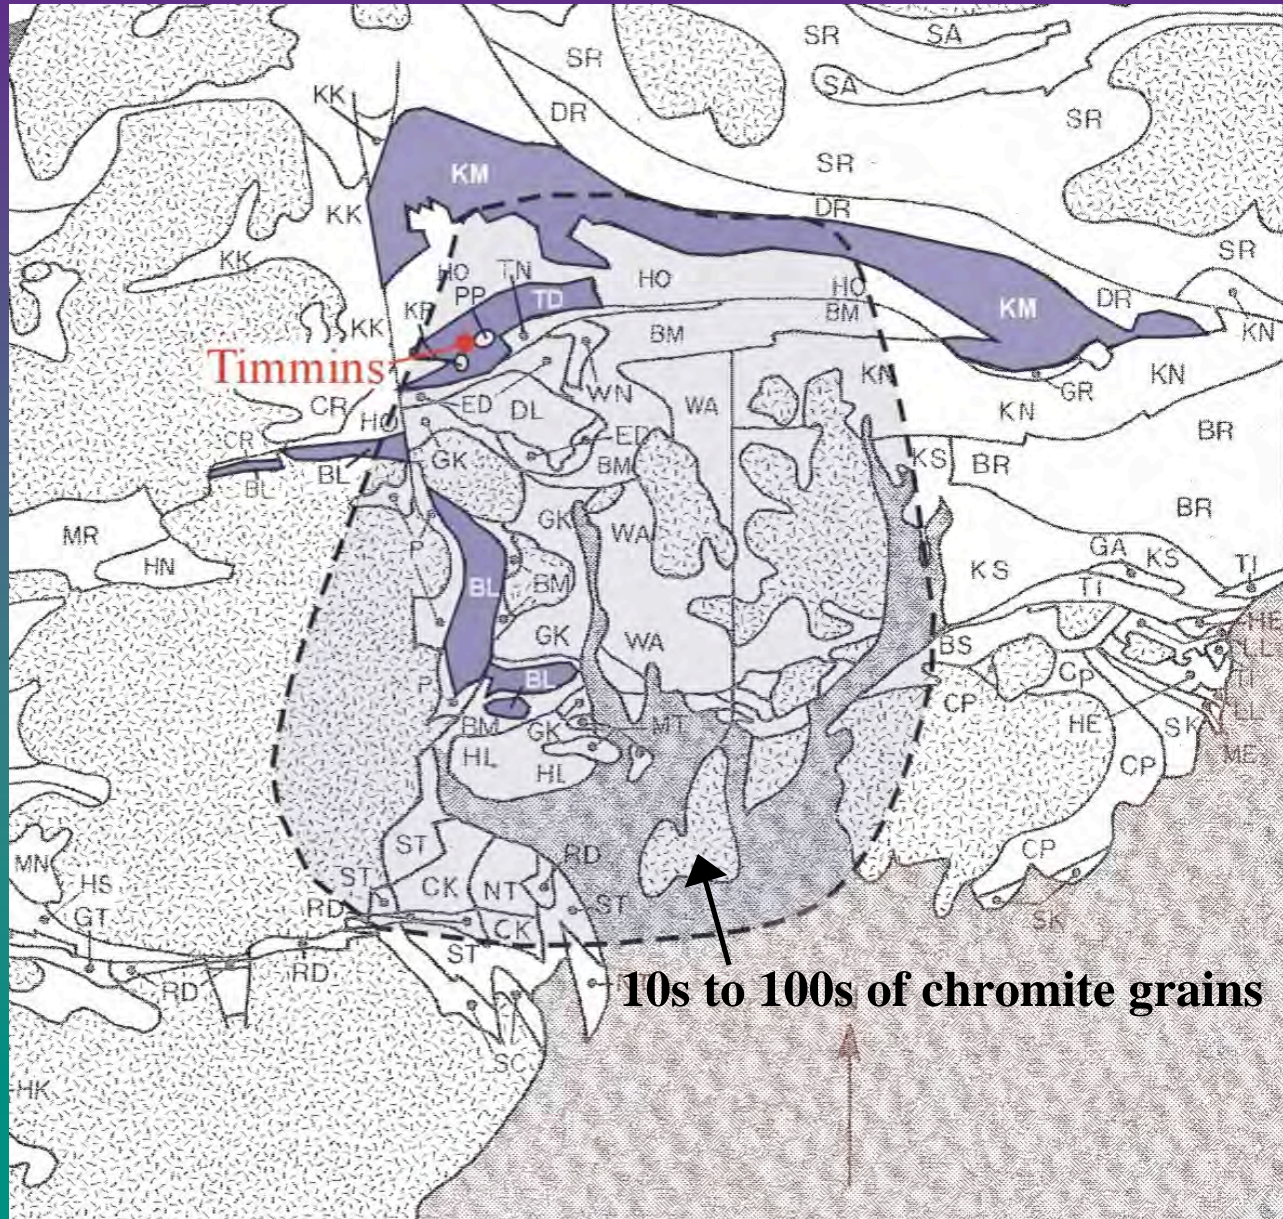 SR
SA
SR
SA
KK
DR
SR
SR
KM
KK
DR
SR
KK
HO
TN
HO
HO
PP
TD
KM
DR
KK
BM
BM
KN
Timmins
WN
KN
KN
GR
CR
ED
DL
WA
KN
HO
ED
BR
CR
BL
BL
GK
BM
KS
BR
MR
GK
WA
BR
HN
P
BL
BM
KS
GA
KS
TI
TI
GK
WA
HE
BS
LL
P
BL
CP
CP
TI
BM
GK
MT
HE
SK
LL
HL
HL
CP
ME
ST
RD
CP
MN
HS
ST
CK
NT
ST
GT
RD
CK
SK
ST
RD
RD
10s to 100s of chromite grains
SC
HK